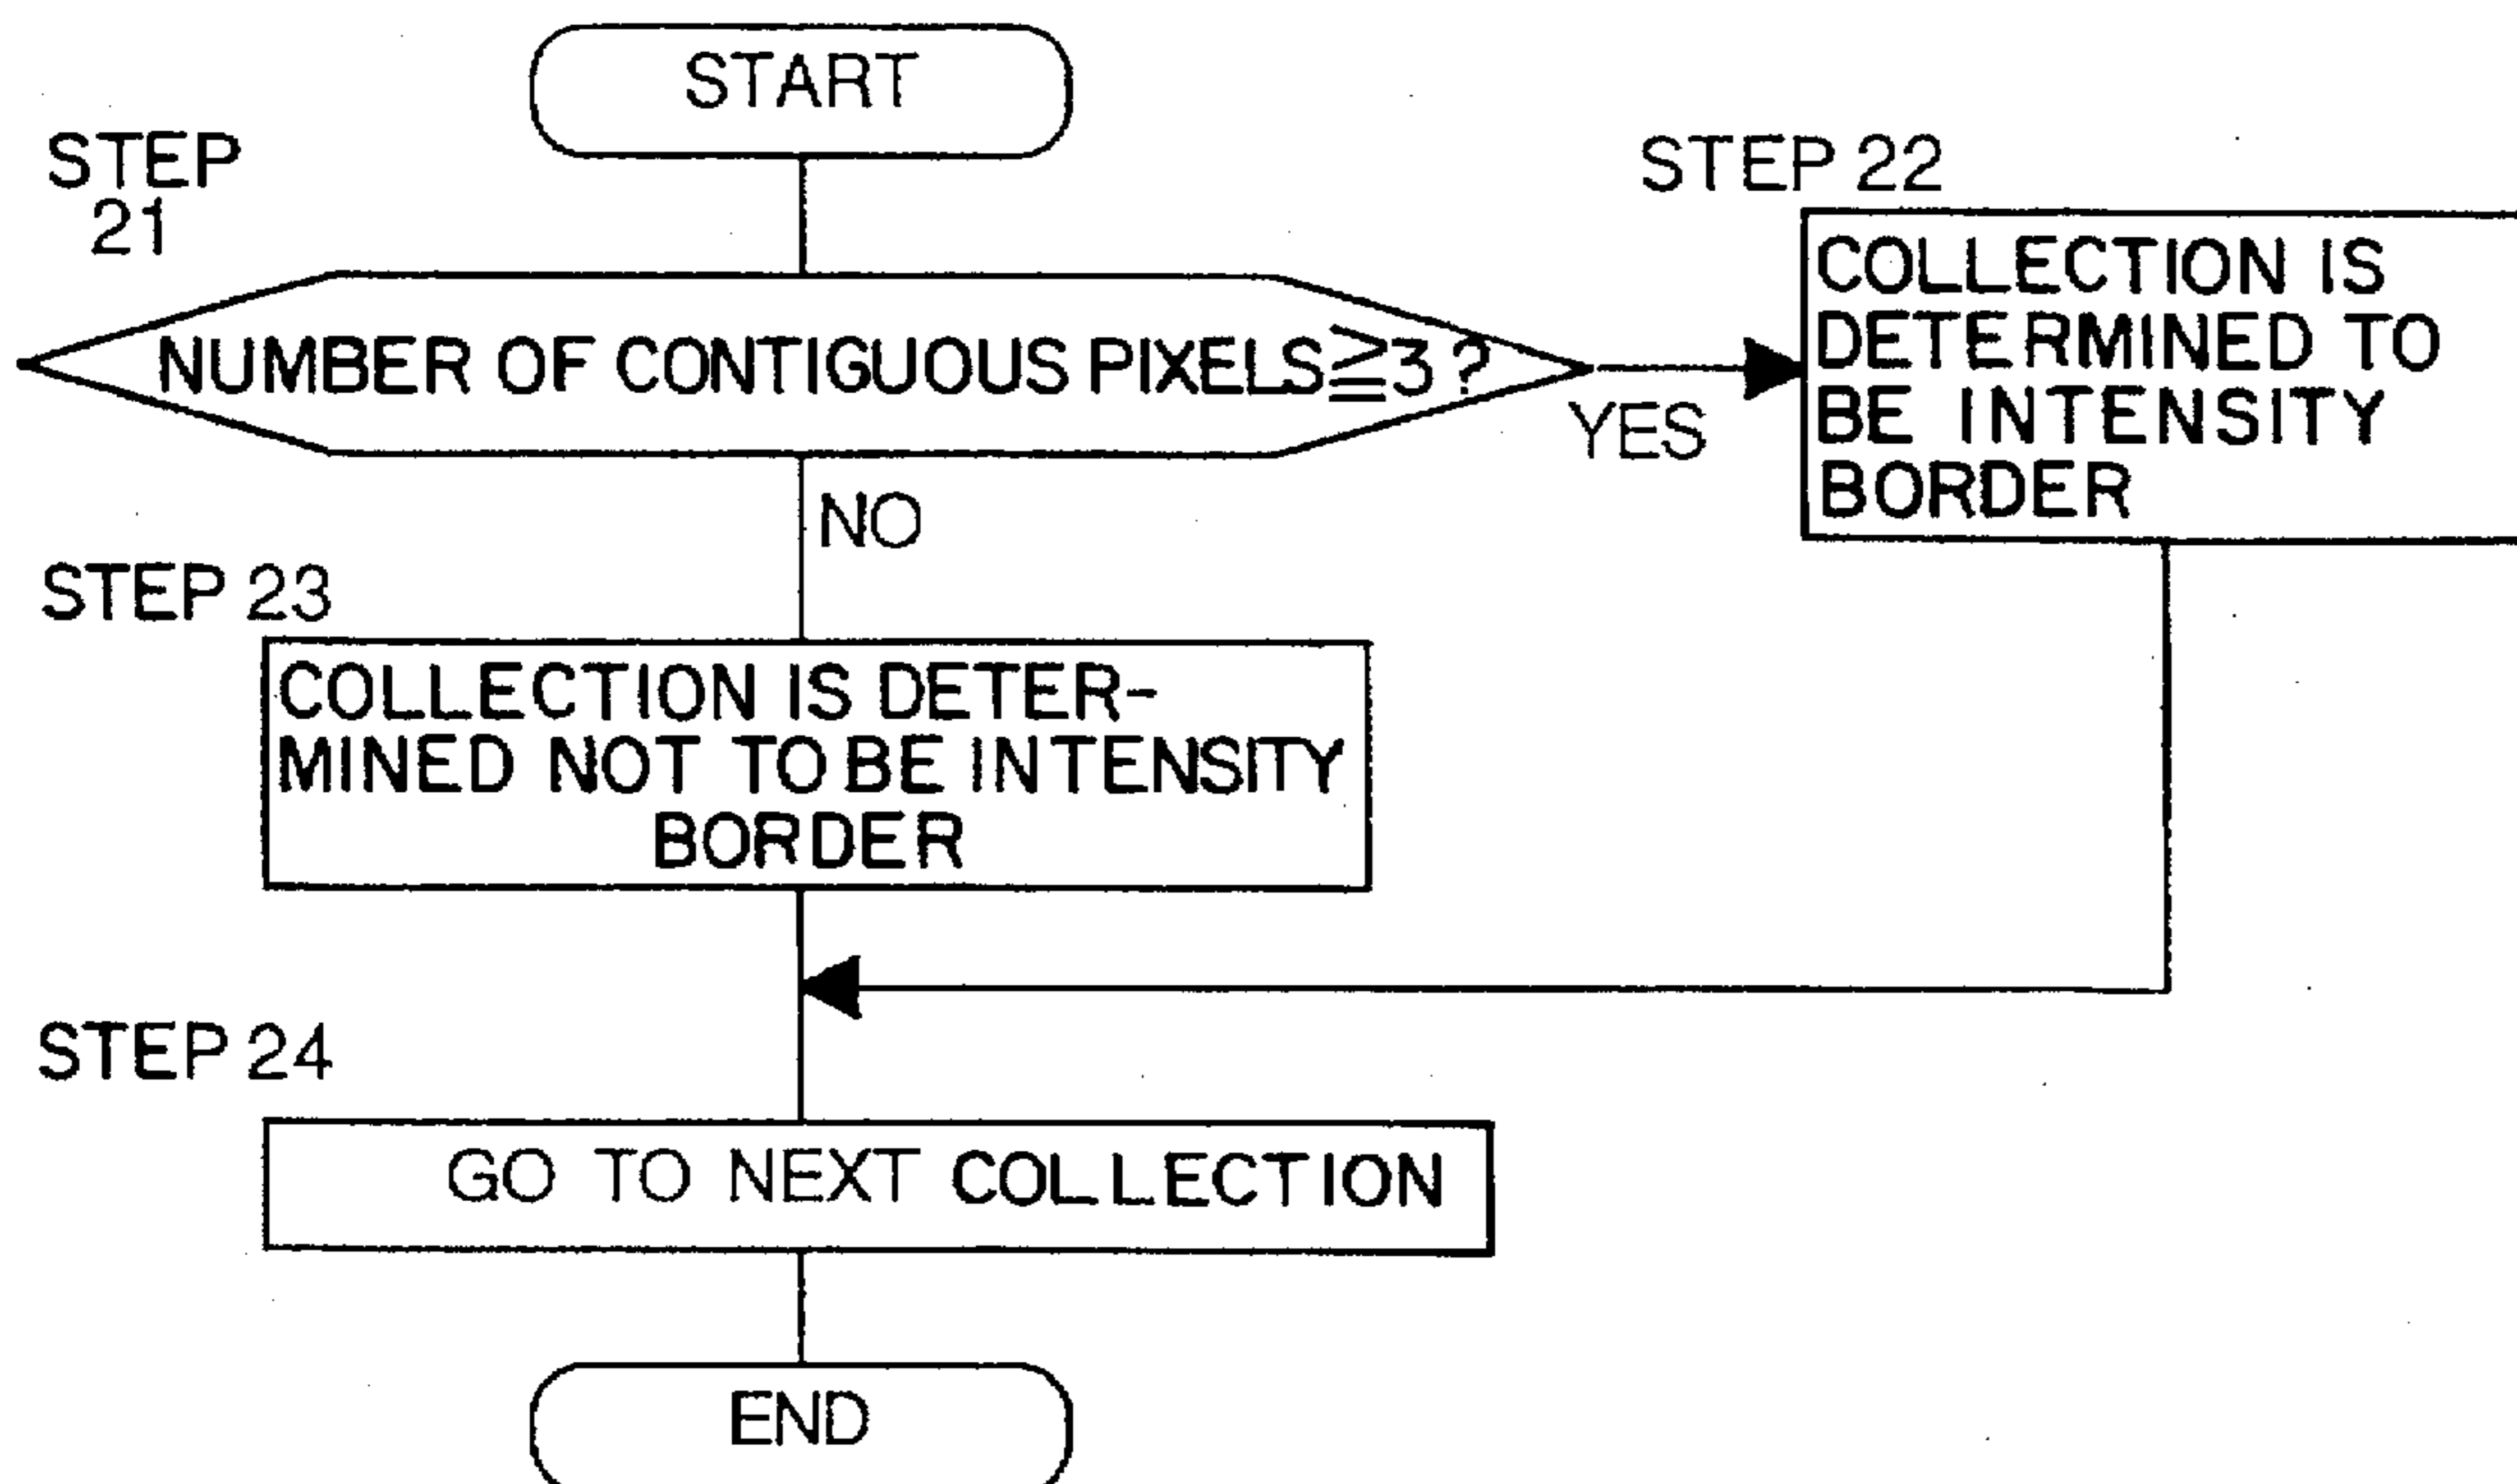 START
STEP
21
NUMBER OF CONTIGUOUS PIXELS≧3?
YES
STEP 22
COLLECTION IS
DETERMINED TO
BE INTENSITY
BORDER
NO
STEP 23
COLLECTION IS DETER-
MINED NOT TO BE INTENSITY
BORDER
STEP 24
GO TO NEXT COLLECTION
END